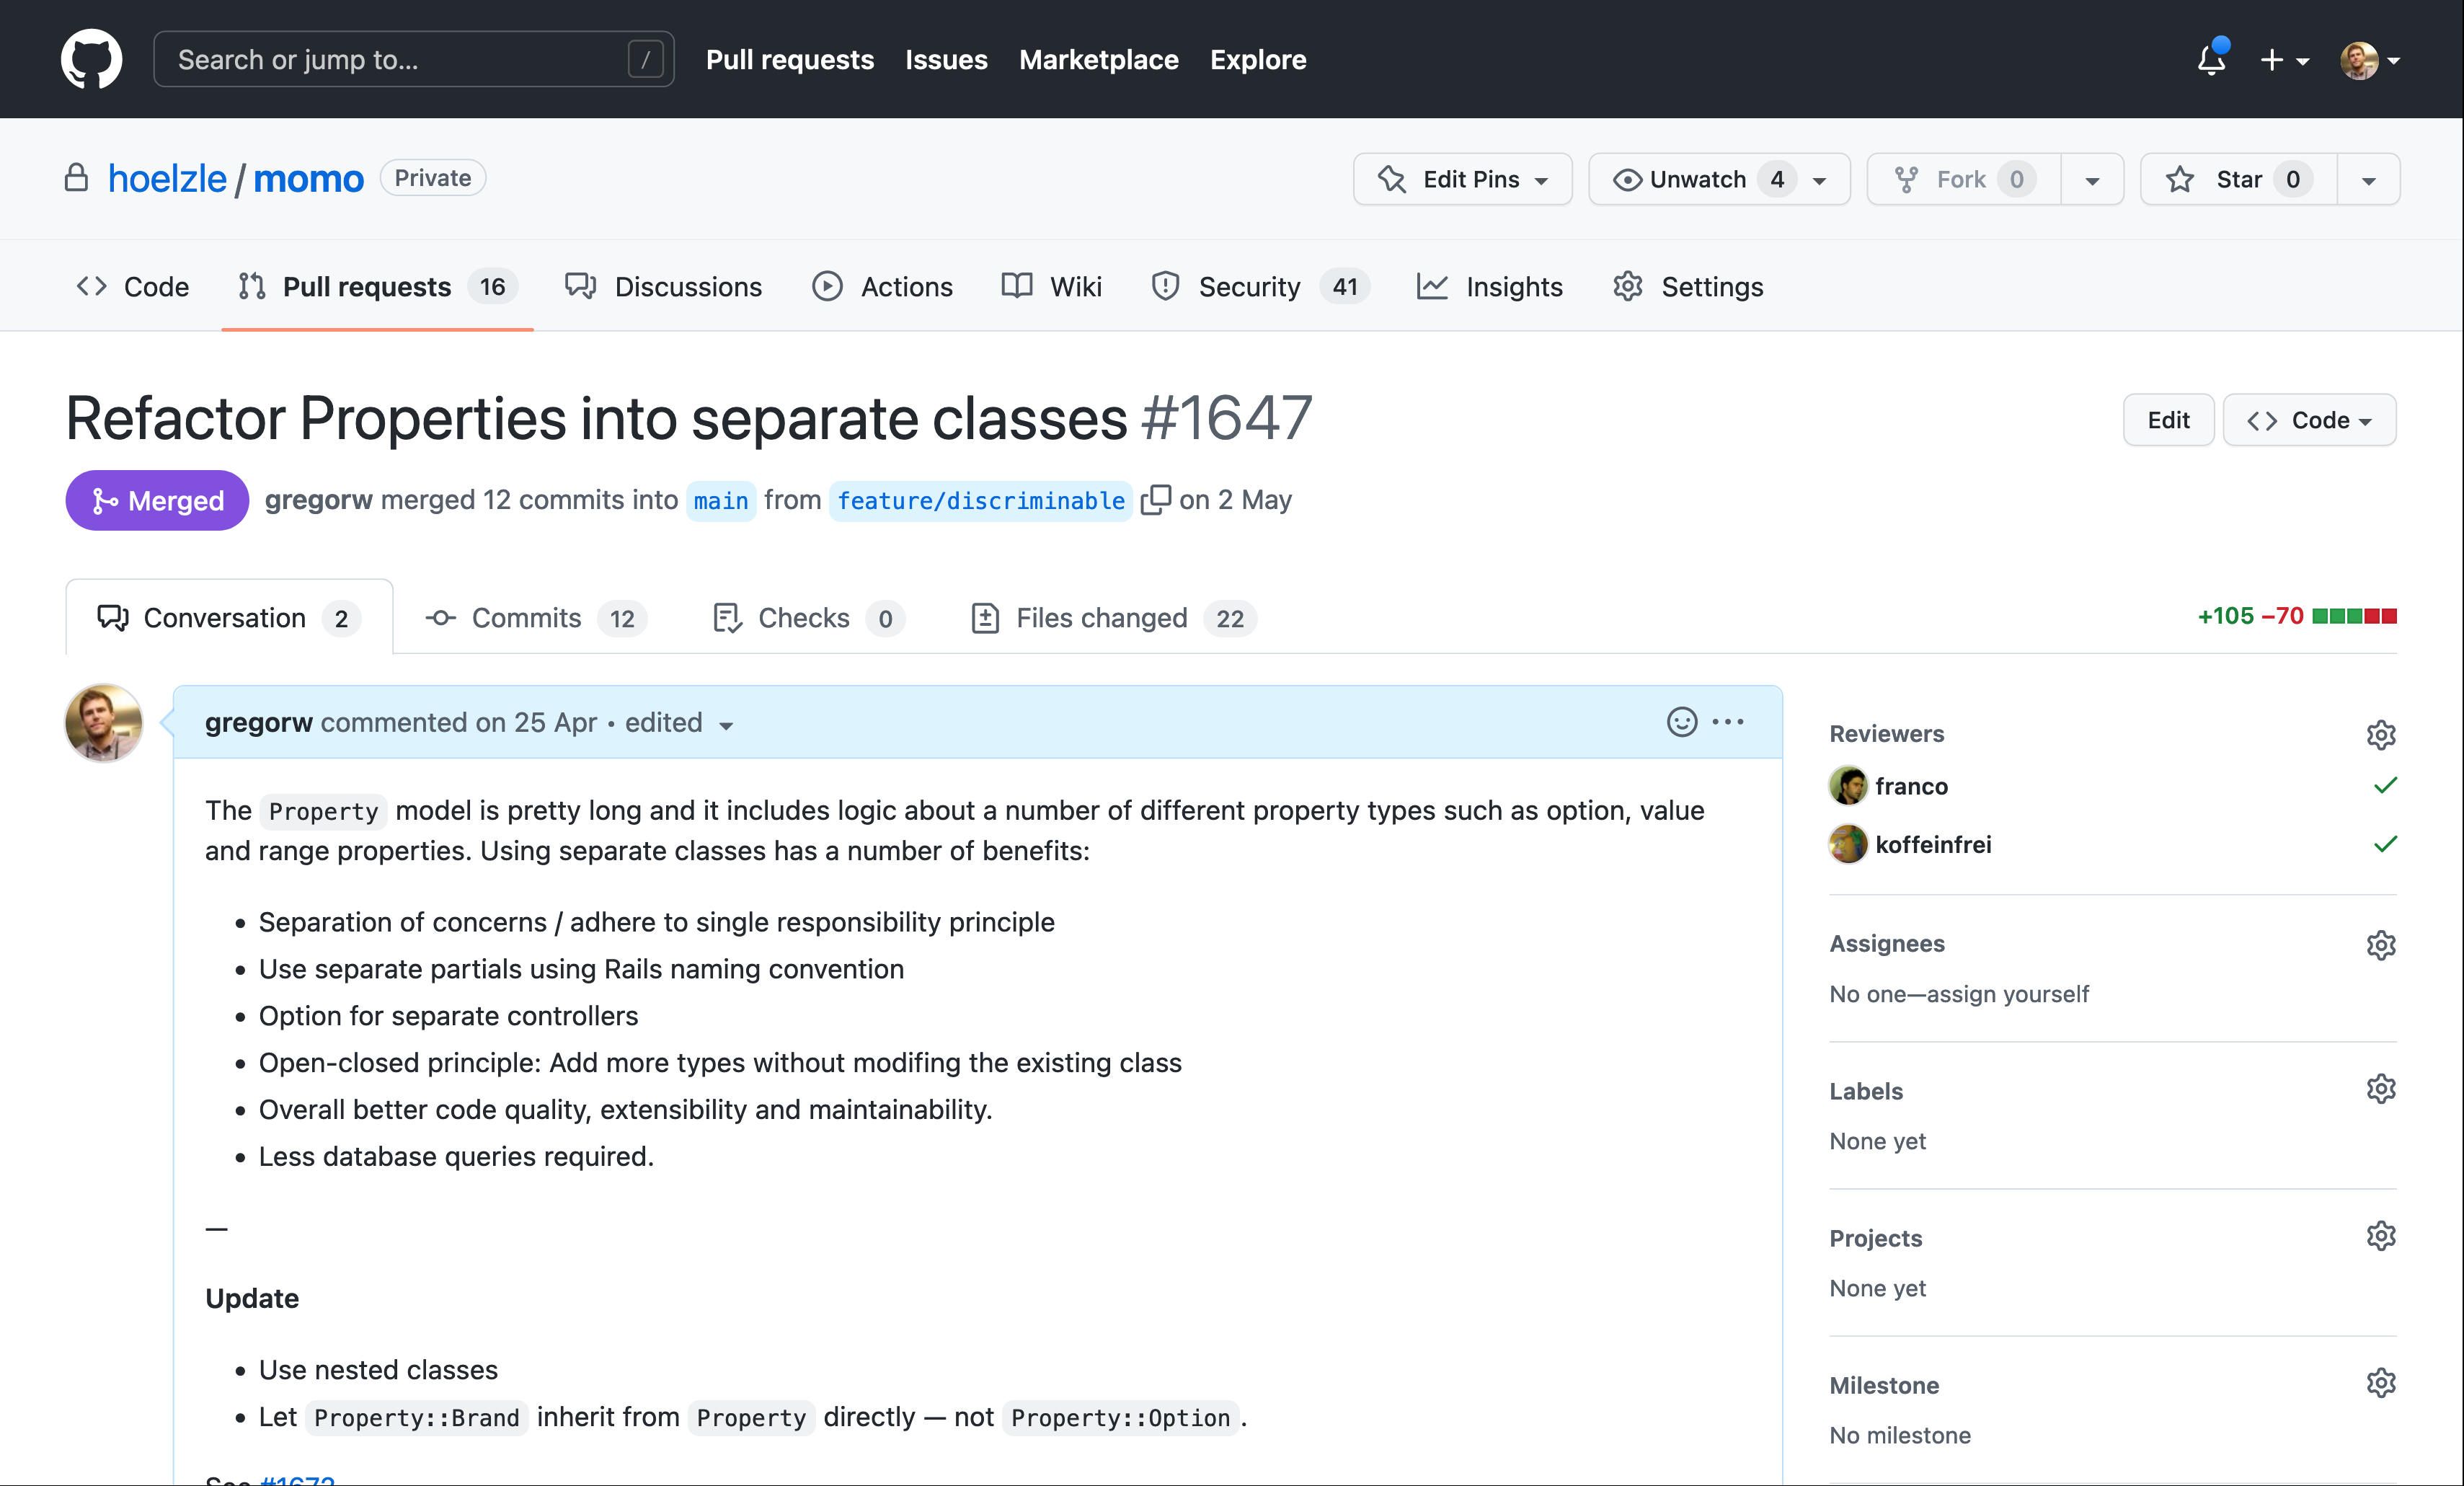 Search or jump to... /
Pull requests Issues Marketplace Explore
hoelzle / momo Private
Edit Pins Unwatch 4 Fork 0 Star 0
Code Pull requests 16 Discussions Actions Wiki Security 41 Insights Settings
Refactor Properties into separate classes #1647
Edit Code
Merged gregorw merged 12 commits into main from feature/discriminable on 2 May
Conversation 2 Commits 12 Checks 0 Files changed 22
+105 −70
gregorw commented on 25 Apr • edited
The Property model is pretty long and it includes logic about a number of different property types such as option, value
and range properties. Using separate classes has a number of benefits:
• Separation of concerns / adhere to single responsibility principle
• Use separate partials using Rails naming convention
• Option for separate controllers
• Open-closed principle: Add more types without modifing the existing class
• Overall better code quality, extensibility and maintainability.
• Less database queries required.
—
Update
• Use nested classes
• Let Property::Brand inherit from Property directly — not Property::Option.
See #1672
Reviewers
franco
koffeinfrei
Assignees
No one—assign yourself
Labels
None yet
Projects
None yet
Milestone
No milestone